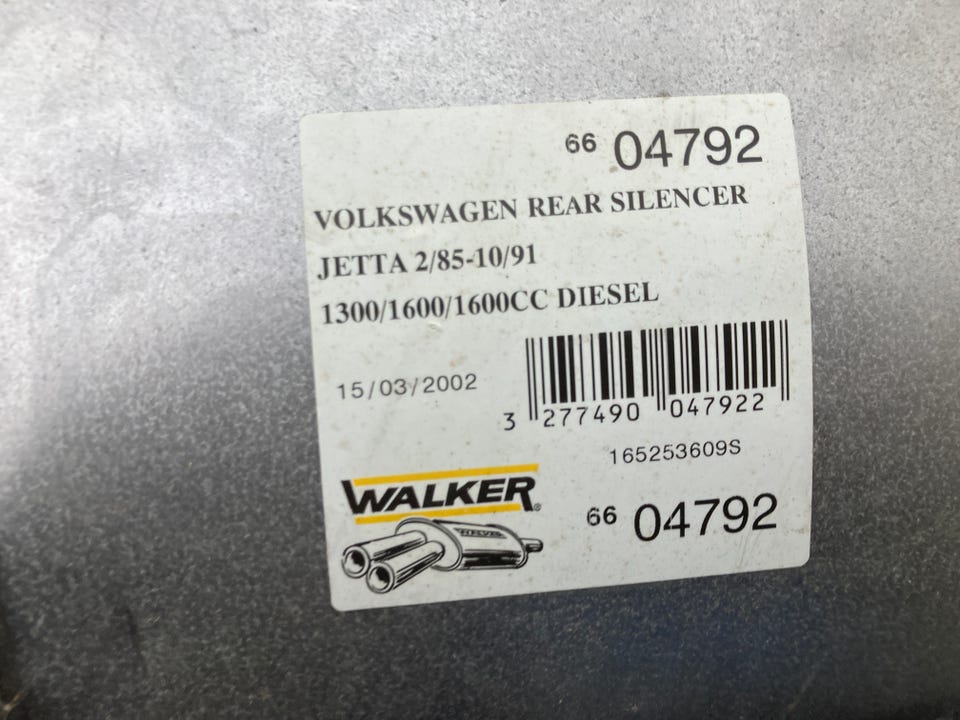 66 04792
VOLKSWAGEN REAR SILENCER
JETTA 2/85-10/91
1300/1600/1600CC DIESEL
15/03/2002
3 277490 047922
165253609S
WALKER®
66 04792